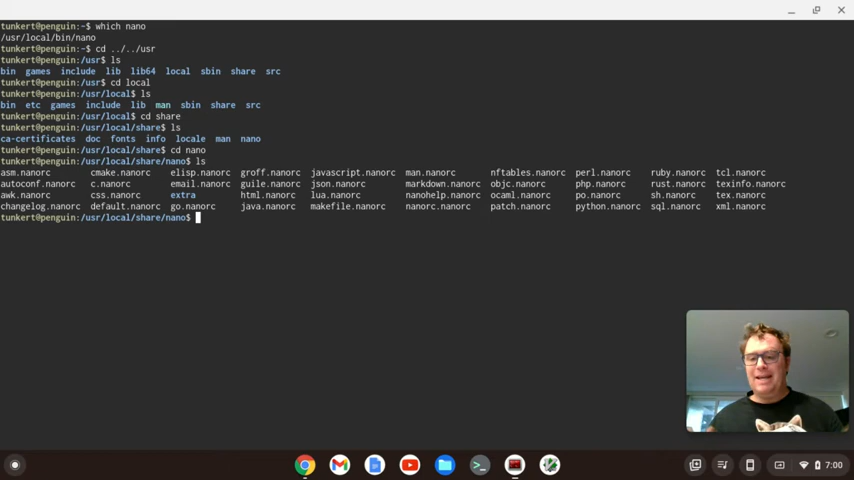 tunkert@penguin:~$ which nano
/usr/local/bin/nano
tunkert@penguin:~$ cd ../../usr
tunkert@penguin:/usr$ ls
bin games include lib lib64 local sbin share src
tunkert@penguin:/usr$ cd local
tunkert@penguin:/usr/local$ ls
bin etc games include lib man sbin share src
tunkert@penguin:/usr/local$ cd share
tunkert@penguin:/usr/local/share$ ls
ca-certificates doc fonts info locale man nano
tunkert@penguin:/usr/local/share$ cd nano
tunkert@penguin:/usr/local/share/nano$ ls
asm.nanorc cmake.nanorc elisp.nanorc groff.nanorc javascript.nanorc man.nanorc nftables.nanorc perl.nanorc ruby.nanorc tcl.nanorc
autoconf.nanorc c.nanorc email.nanorc guile.nanorc json.nanorc markdown.nanorc objc.nanorc php.nanorc rust.nanorc texinfo.nanorc
awk.nanorc css.nanorc extra html.nanorc lua.nanorc nanohelp.nanorc ocaml.nanorc po.nanorc sh.nanorc tex.nanorc
changelog.nanorc default.nanorc go.nanorc java.nanorc makefile.nanorc nanorc.nanorc patch.nanorc python.nanorc sql.nanorc xml.nanorc
tunkert@penguin:/usr/local/share/nano$
7:00